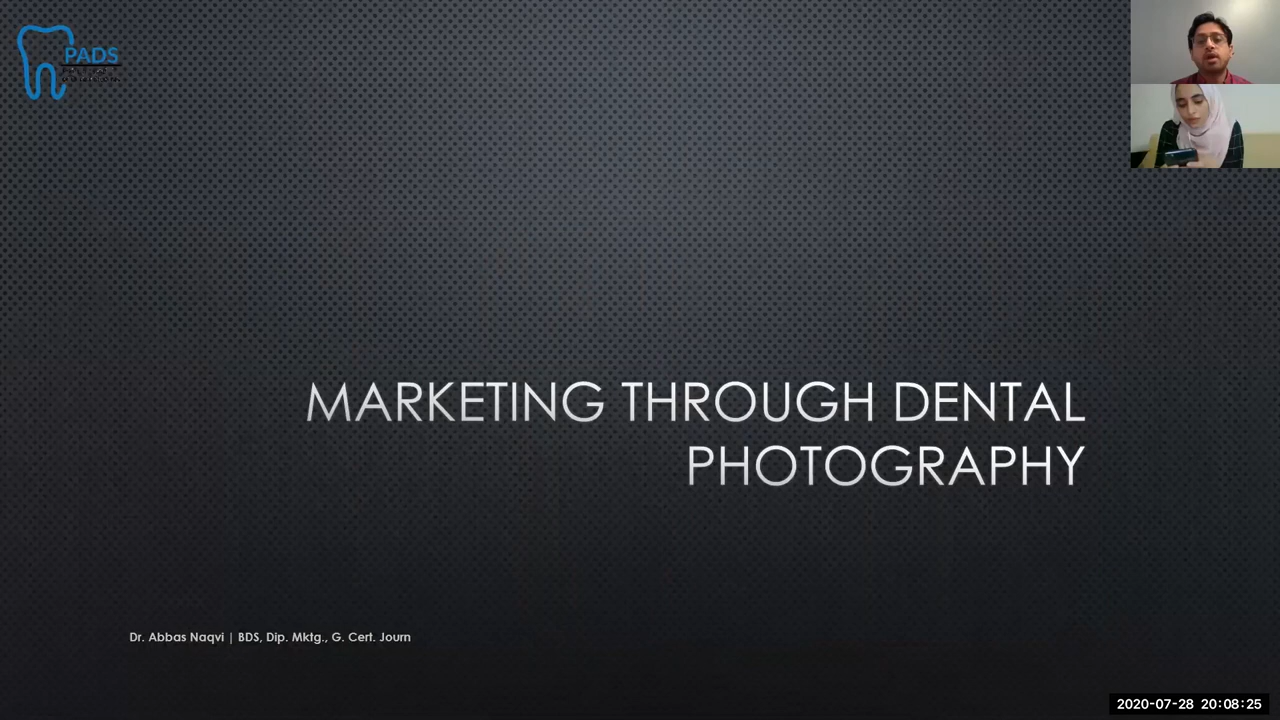 PADS
MARKETING THROUGH DENTAL
PHOTOGRAPHY
Dr. Abbas Naqvi | BDS, Dip. Mktg., G. Cert. Journ
2020-07-28 20:08:25